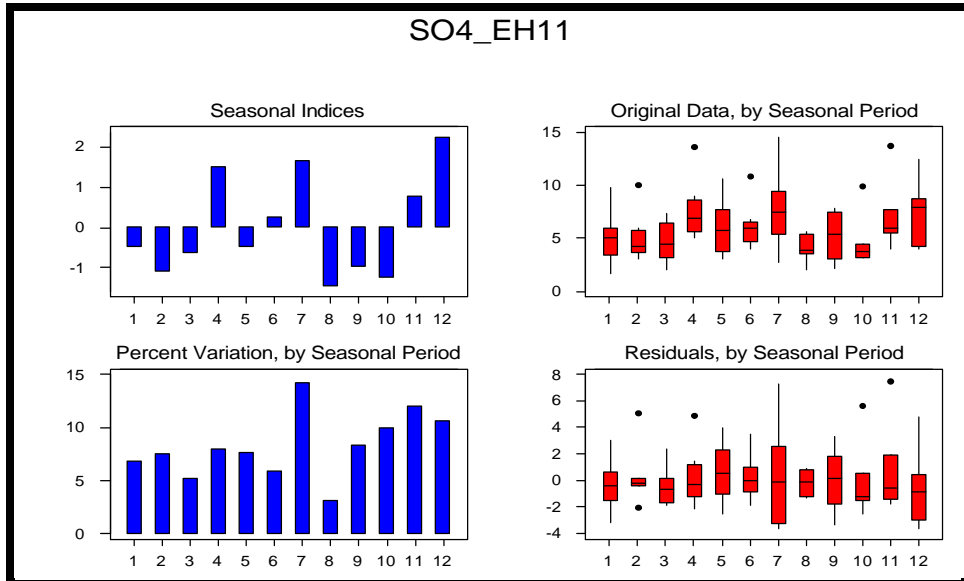 SO4_EH11
Seasonal Indices
2
1
0
-1
1 2 3 4 5 6 7 8 9 10 11 12
Original Data, by Seasonal Period
15
10
5
0
1 2 3 4 5 6 7 8 9 10 11 12
Percent Variation, by Seasonal Period
15
10
5
0
1 2 3 4 5 6 7 8 9 10 11 12
Residuals, by Seasonal Period
8
6
4
2
0
-2
-4
1 2 3 4 5 6 7 8 9 10 11 12